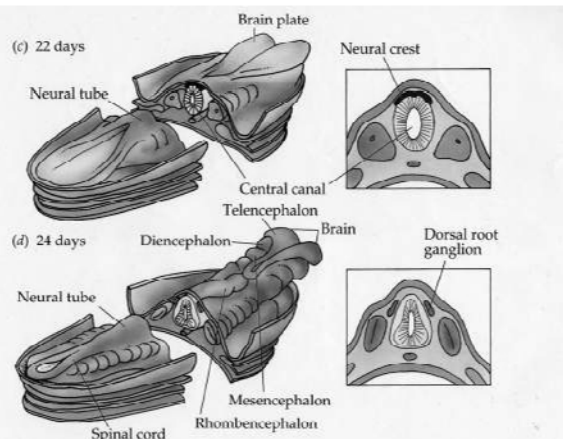 Brain plate
(c) 22 days
Neural crest
Neural tube
Central canal
Telencephalon
Brain
(d) 24 days
Diencephalon
Dorsal root
ganglion
Neural tube
Mesencephalon
Rhombencephalon
Spinal cord